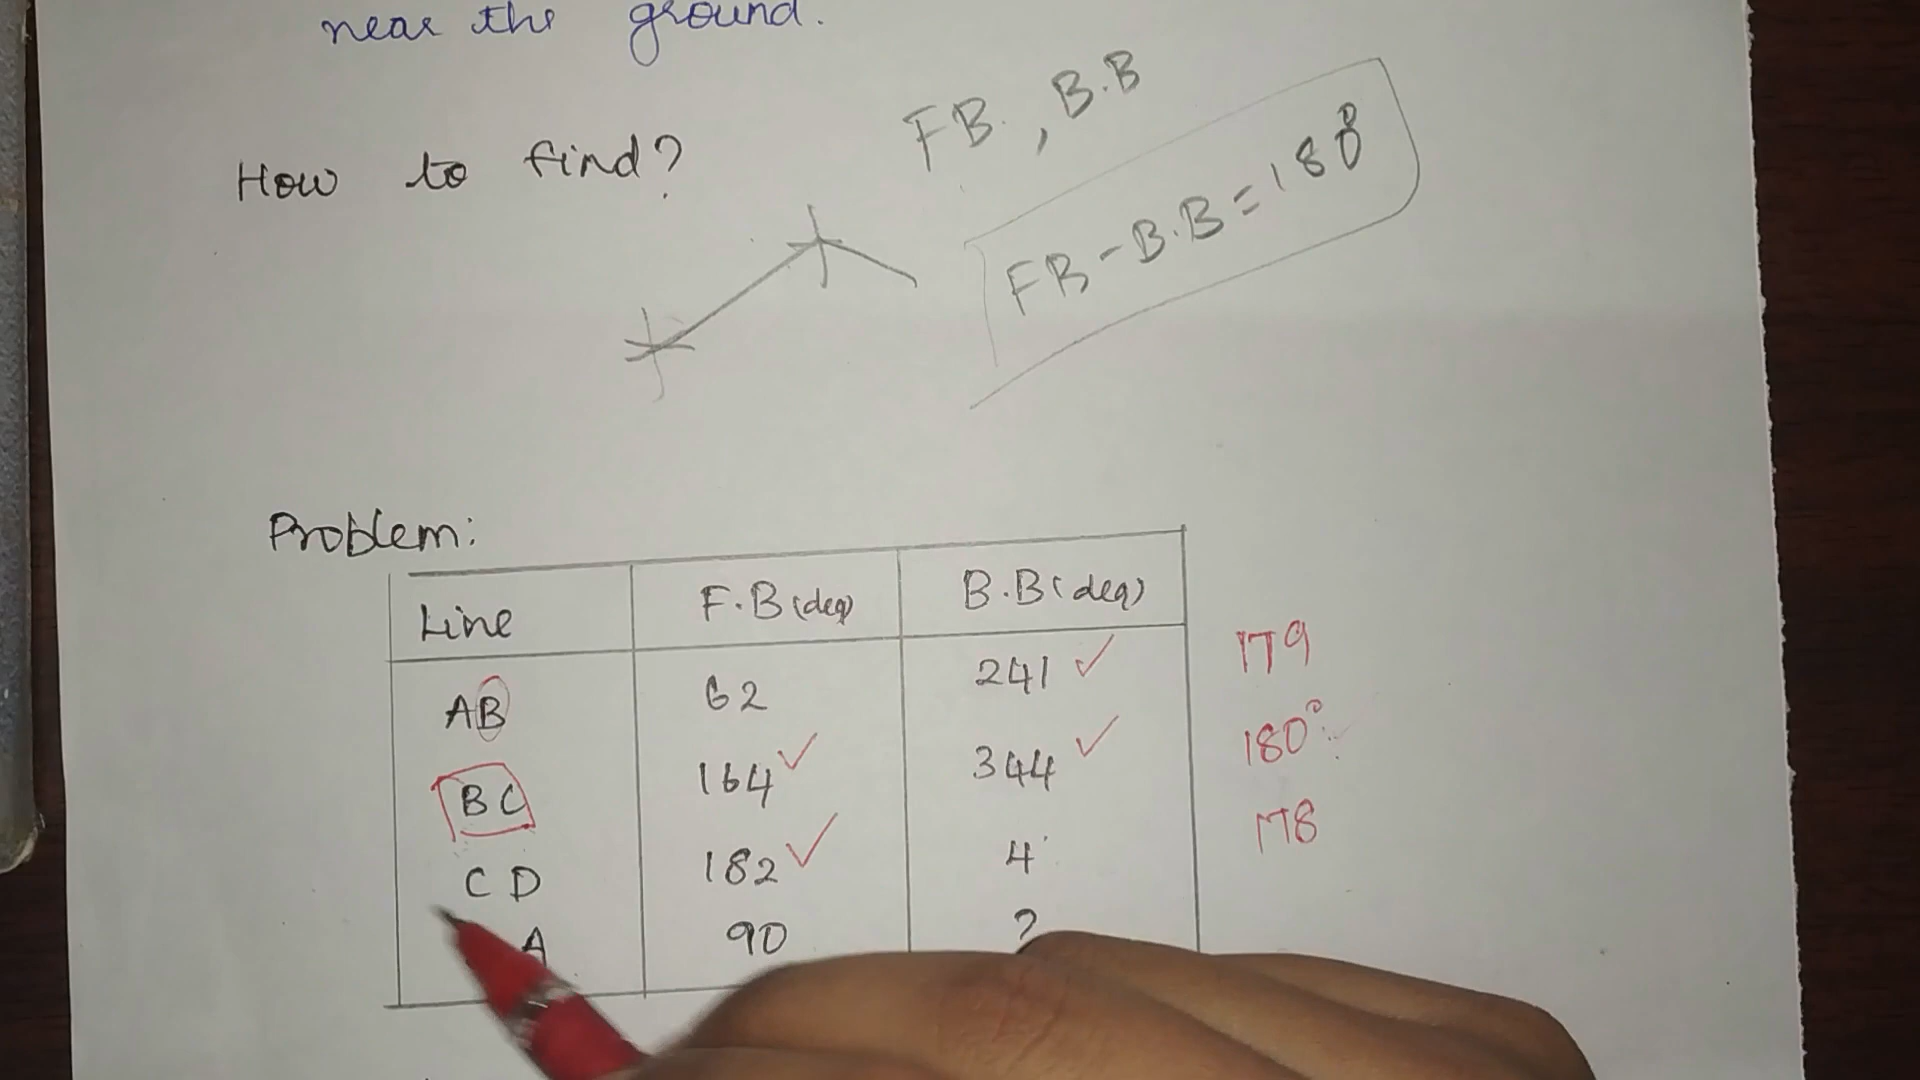 near the ground.
How to find?
FB, B.B
FB - B.B = 180°
Problem:
Line F.B (deg) B.B (deg)
AB 62 241 ✓ 179
BC 164 ✓ 344 ✓ 180°
CD 182 ✓ 4 178
A 90 ?